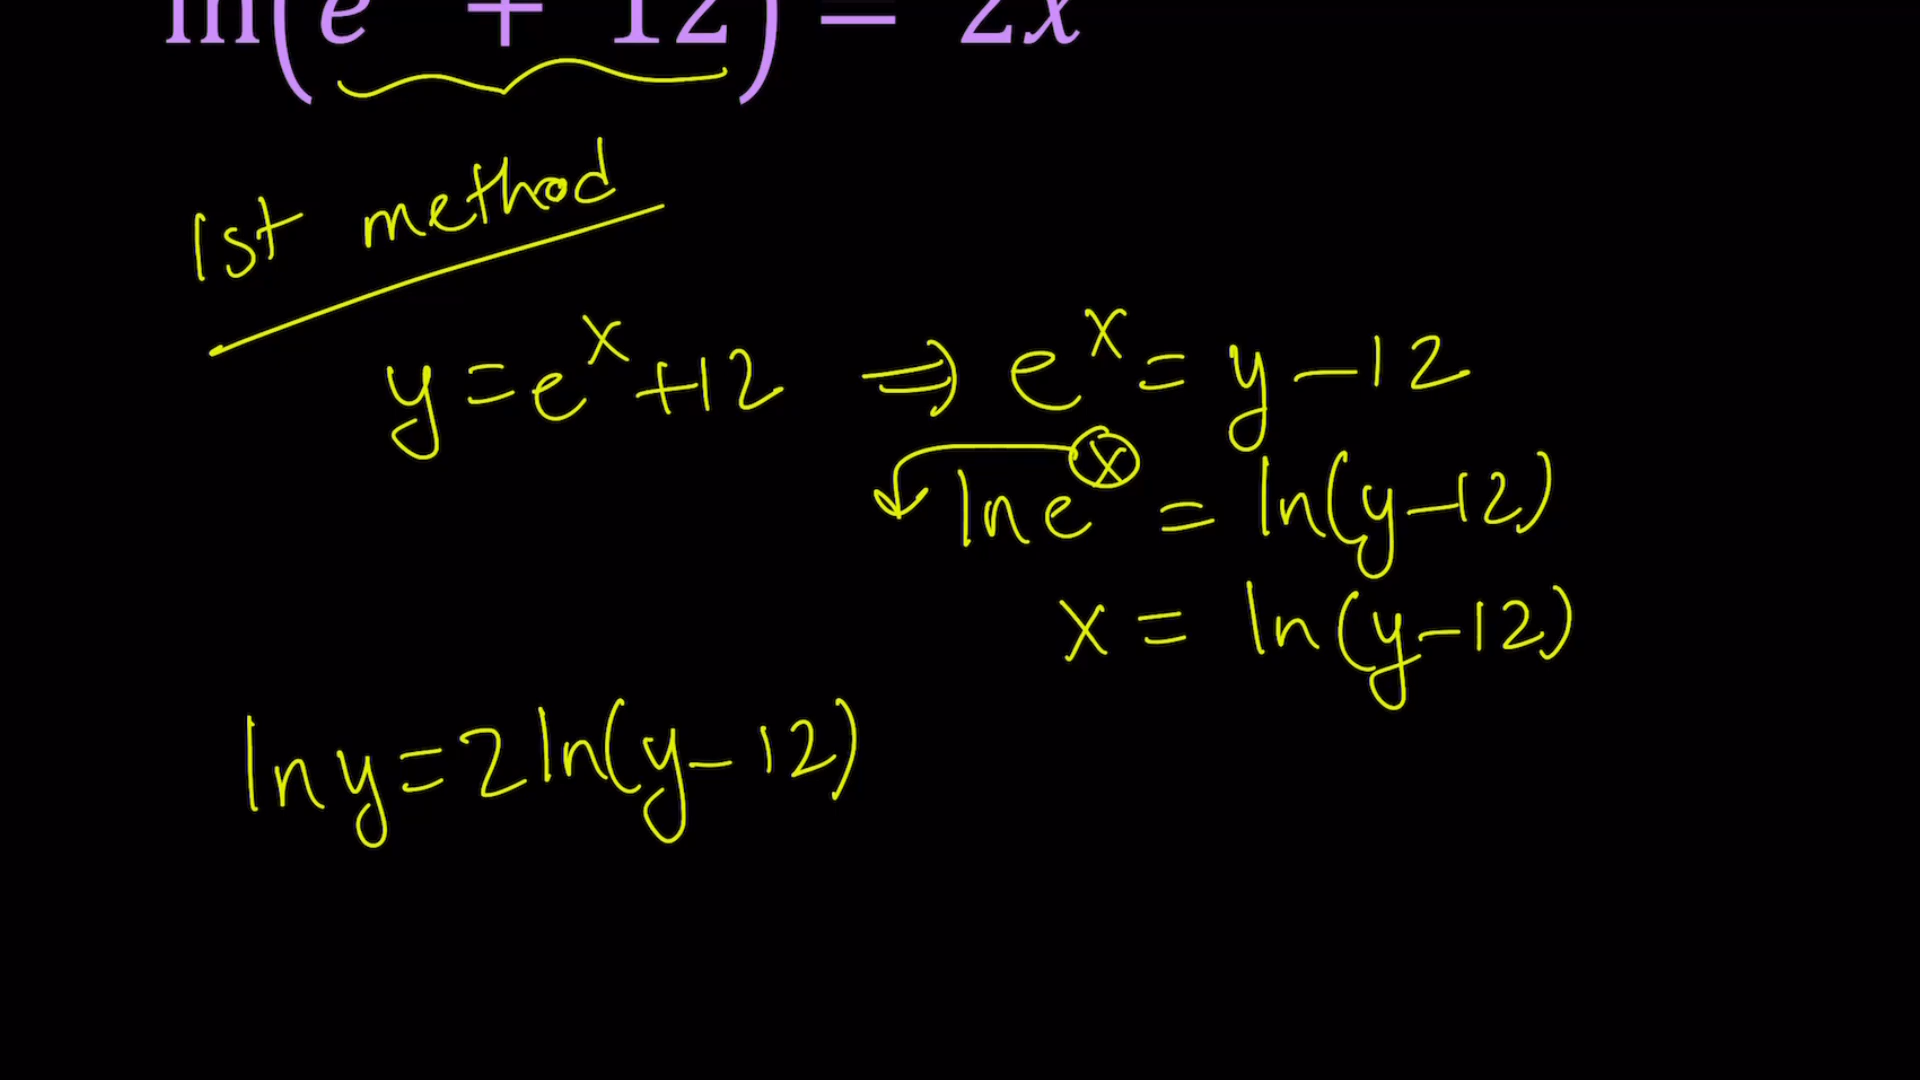 ln(e + 12) = 2x
1st method
y = e^x + 12 ⇒ e^x = y - 12
ln e^x = ln(y - 12)
x = ln(y - 12)
ln y = 2 ln(y - 12)